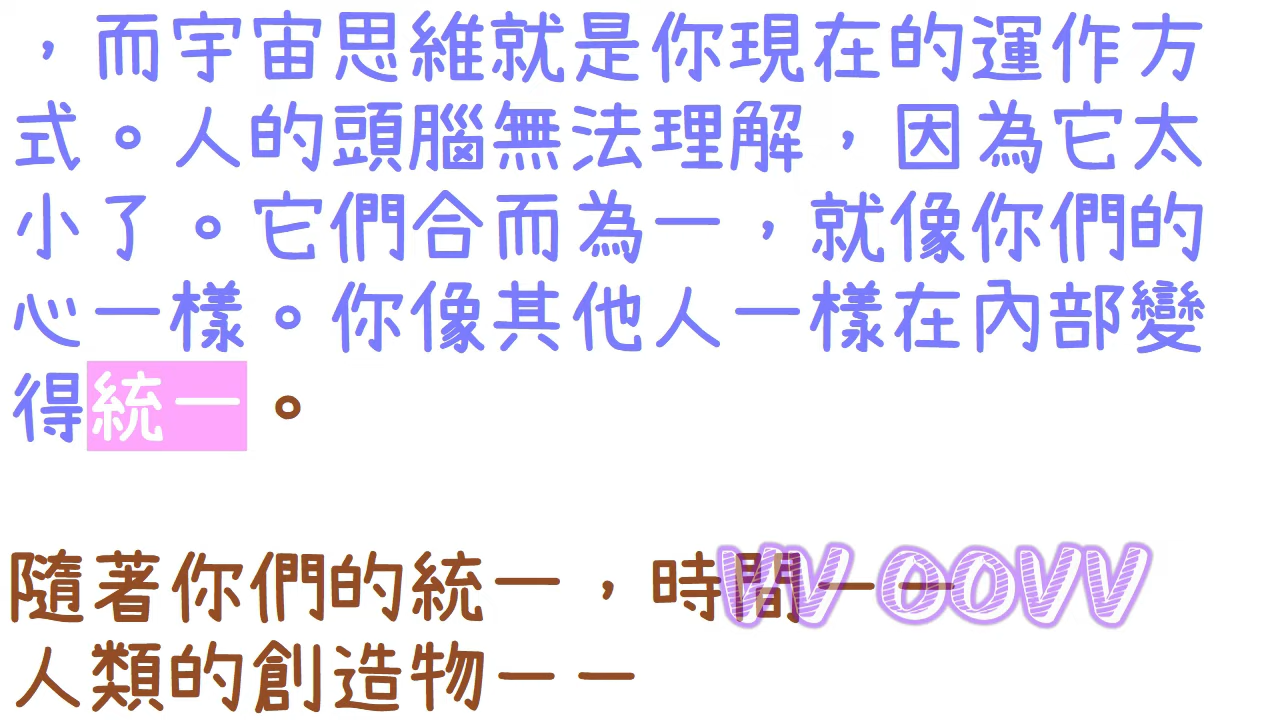 ，而宇宙思維就是你現在的運作方
式。人的頭腦無法理解，因為它太
小了。它們合而為一，就像你們的
心一樣。你像其他人一樣在內部變
得統一。
隨著你們的統一，時間——
人類的創造物——
VV OOVV